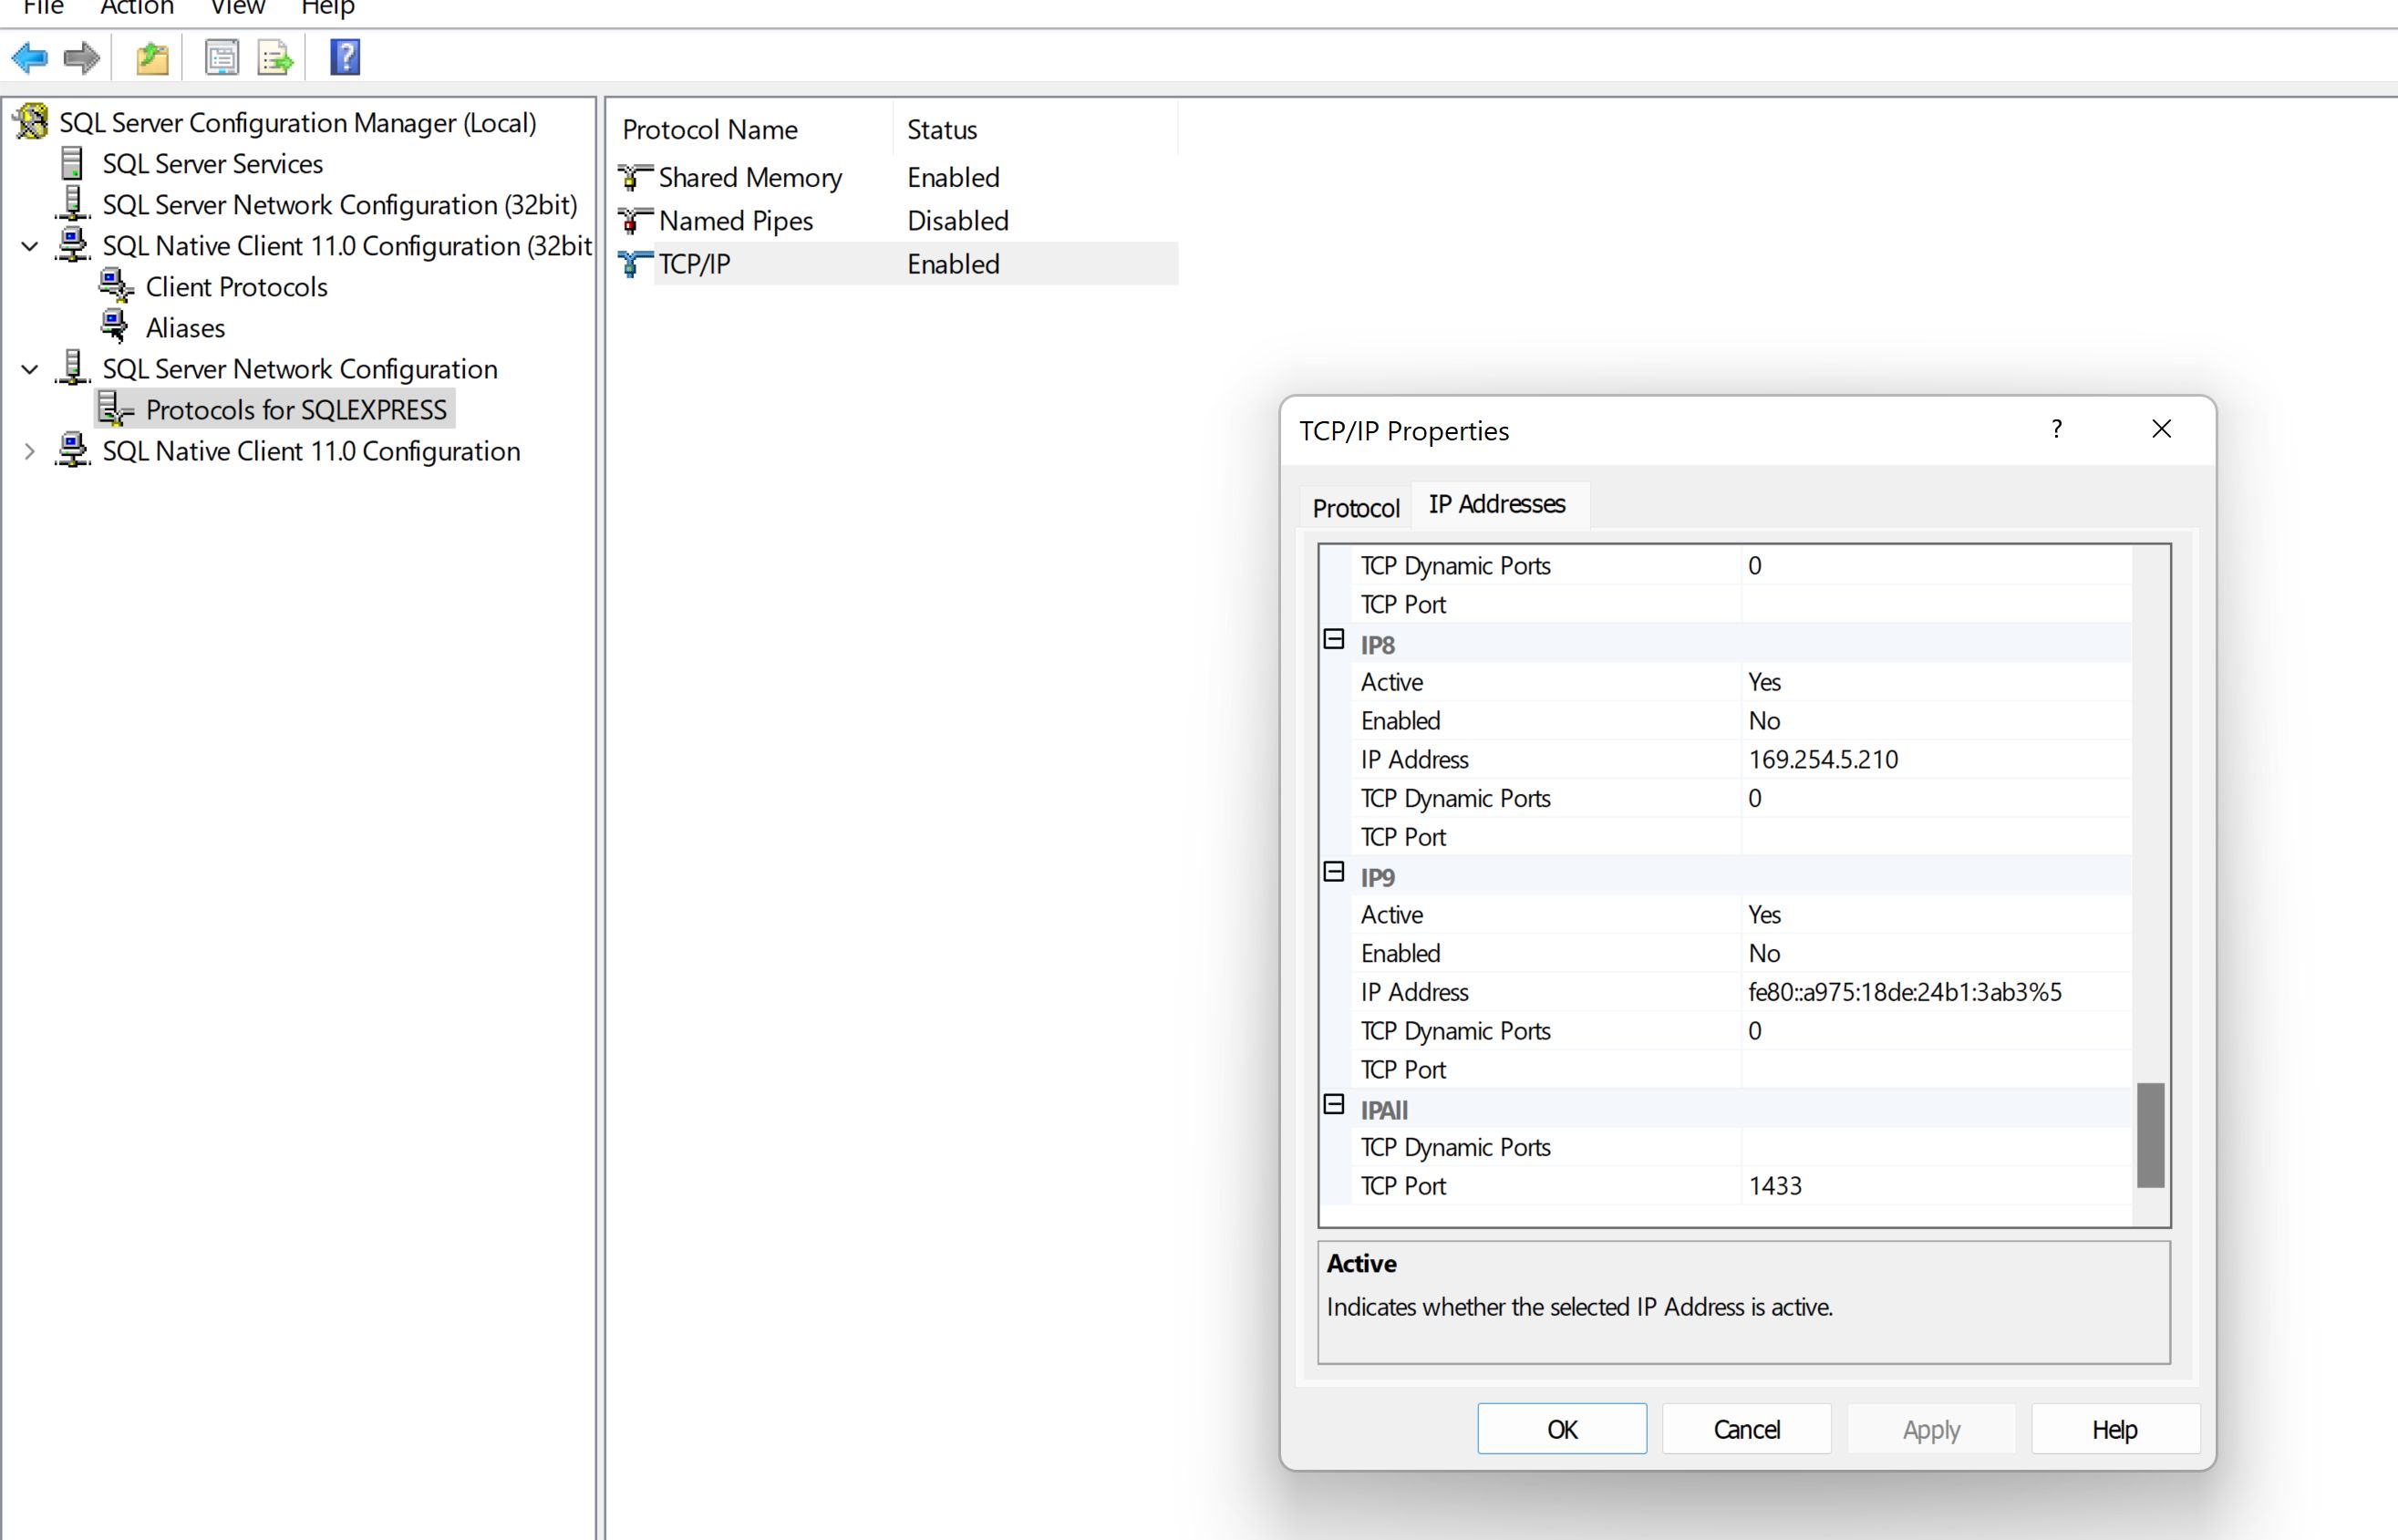 File Action View Help
SQL Server Configuration Manager (Local)
SQL Server Services
SQL Server Network Configuration (32bit)
SQL Native Client 11.0 Configuration (32bit
Client Protocols
Aliases
SQL Server Network Configuration
Protocols for SQLEXPRESS
SQL Native Client 11.0 Configuration
Protocol Name Status
Shared Memory Enabled
Named Pipes Disabled
TCP/IP Enabled
TCP/IP Properties
Protocol IP Addresses
TCP Dynamic Ports 0
TCP Port
IP8
Active Yes
Enabled No
IP Address 169.254.5.210
TCP Dynamic Ports 0
TCP Port
IP9
Active Yes
Enabled No
IP Address fe80::a975:18de:24b1:3ab3%5
TCP Dynamic Ports 0
TCP Port
IPAll
TCP Dynamic Ports
TCP Port 1433
Active
Indicates whether the selected IP Address is active.
OK Cancel Apply Help